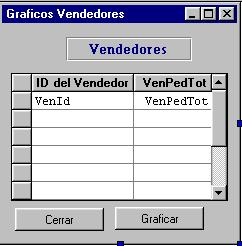 Graficos Vendedores
Vendedores
ID del Vendedor VenPedTot
VenId VenPedTot
Cerrar Graficar